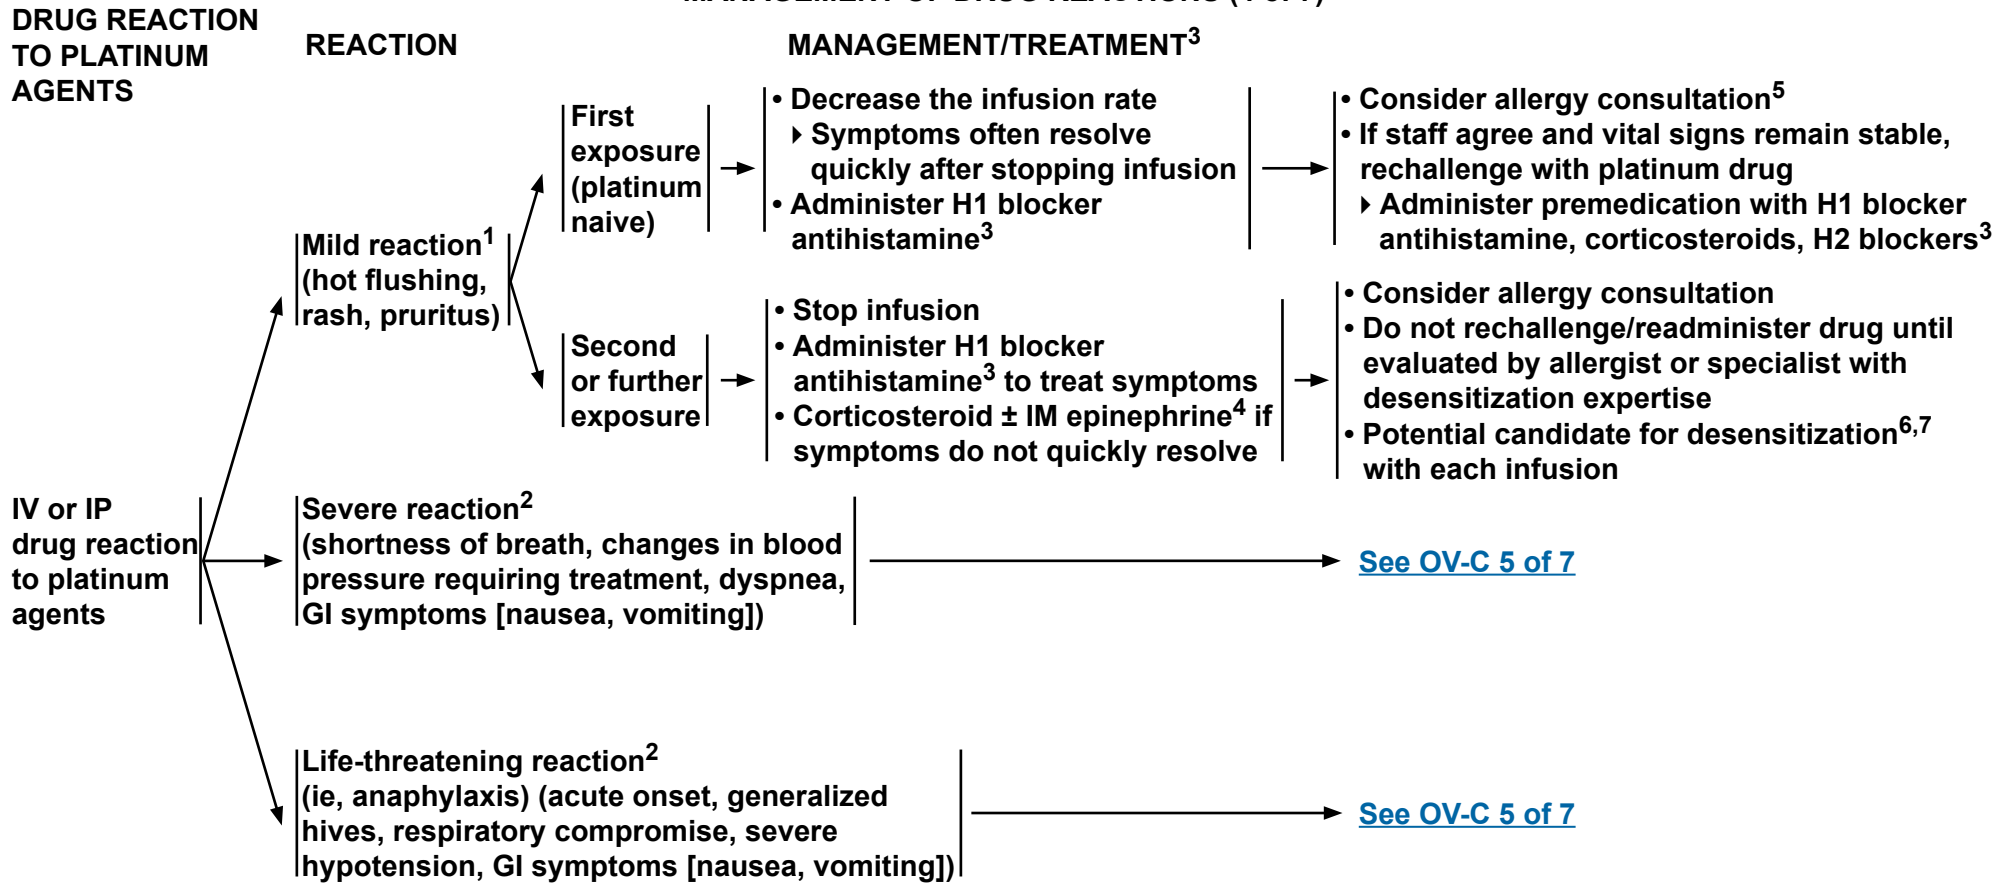 DRUG REACTION
TO PLATINUM
AGENTS
REACTION
MANAGEMENT/TREATMENT3
First
exposure
(platinum
naive)
• Decrease the infusion rate
▸ Symptoms often resolve
quickly after stopping infusion
• Administer H1 blocker
antihistamine3
• Consider allergy consultation5
• If staff agree and vital signs remain stable,
rechallenge with platinum drug
▸ Administer premedication with H1 blocker
antihistamine, corticosteroids, H2 blockers3
Mild reaction1
(hot flushing,
rash, pruritus)
Second
or further
exposure
• Stop infusion
• Administer H1 blocker
antihistamine3 to treat symptoms
• Corticosteroid ± IM epinephrine4 if
symptoms do not quickly resolve
• Consider allergy consultation
• Do not rechallenge/readminister drug until
evaluated by allergist or specialist with
desensitization expertise
• Potential candidate for desensitization6,7
with each infusion
IV or IP
drug reaction
to platinum
agents
Severe reaction2
(shortness of breath, changes in blood
pressure requiring treatment, dyspnea,
GI symptoms [nausea, vomiting])
See OV-C 5 of 7
Life-threatening reaction2
(ie, anaphylaxis) (acute onset, generalized
hives, respiratory compromise, severe
hypotension, GI symptoms [nausea, vomiting])
See OV-C 5 of 7